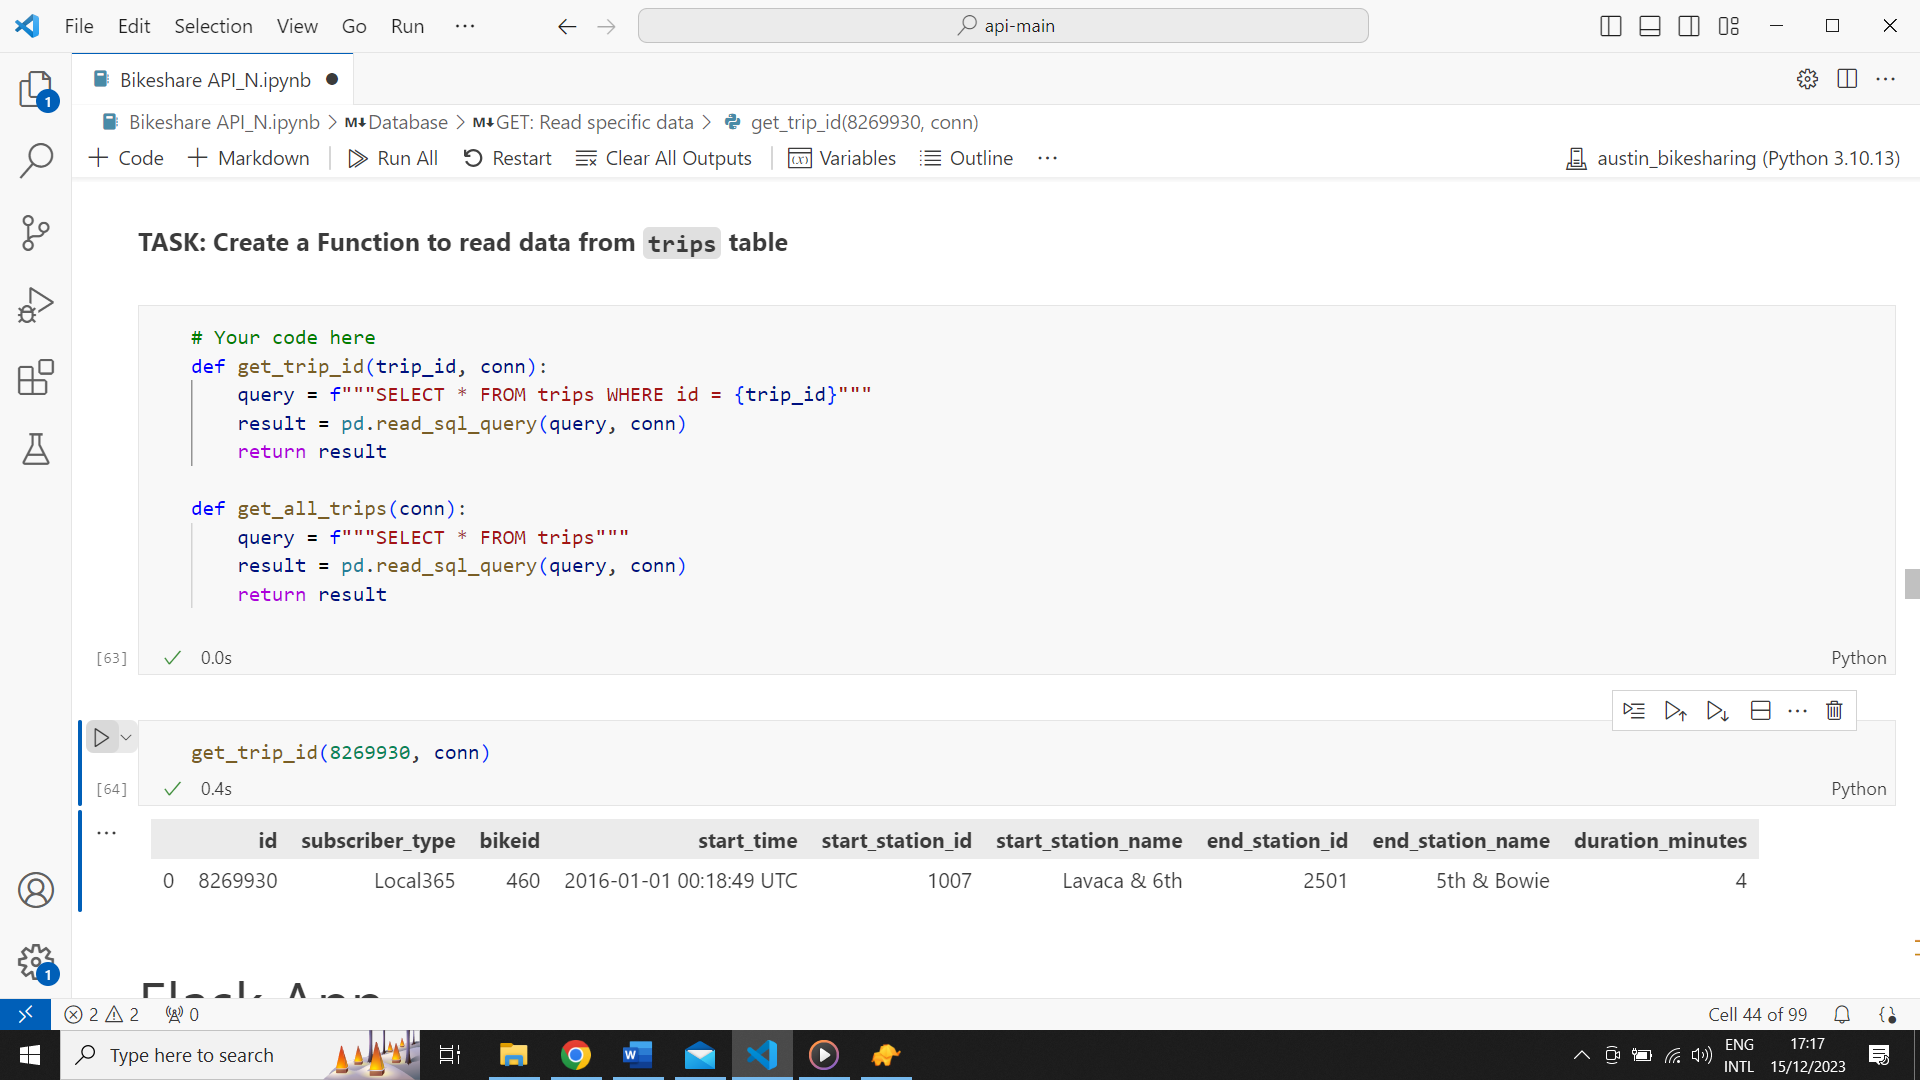 File Edit Selection View Go Run ··· api-main
Bikeshare API_N.ipynb
Bikeshare API_N.ipynb > M↓Database > M↓GET: Read specific data > get_trip_id(8269930, conn)
+ Code + Markdown Run All Restart Clear All Outputs Variables Outline ··· austin_bikesharing (Python 3.10.13)
TASK: Create a Function to read data from trips table
# Your code here
def get_trip_id(trip_id, conn):
    query = f"""SELECT * FROM trips WHERE id = {trip_id}"""
    result = pd.read_sql_query(query, conn)
    return result
def get_all_trips(conn):
    query = f"""SELECT * FROM trips"""
    result = pd.read_sql_query(query, conn)
    return result
[63] 0.0s Python
get_trip_id(8269930, conn)
[64] 0.4s Python
id subscriber_type bikeid start_time start_station_id start_station_name end_station_id end_station_name duration_minutes
0 8269930 Local365 460 2016-01-01 00:18:49 UTC 1007 Lavaca & 6th 2501 5th & Bowie 4
Flask App
1
1
2 2 0 Cell 44 of 99
Type here to search ENG 17:17
INTL 15/12/2023